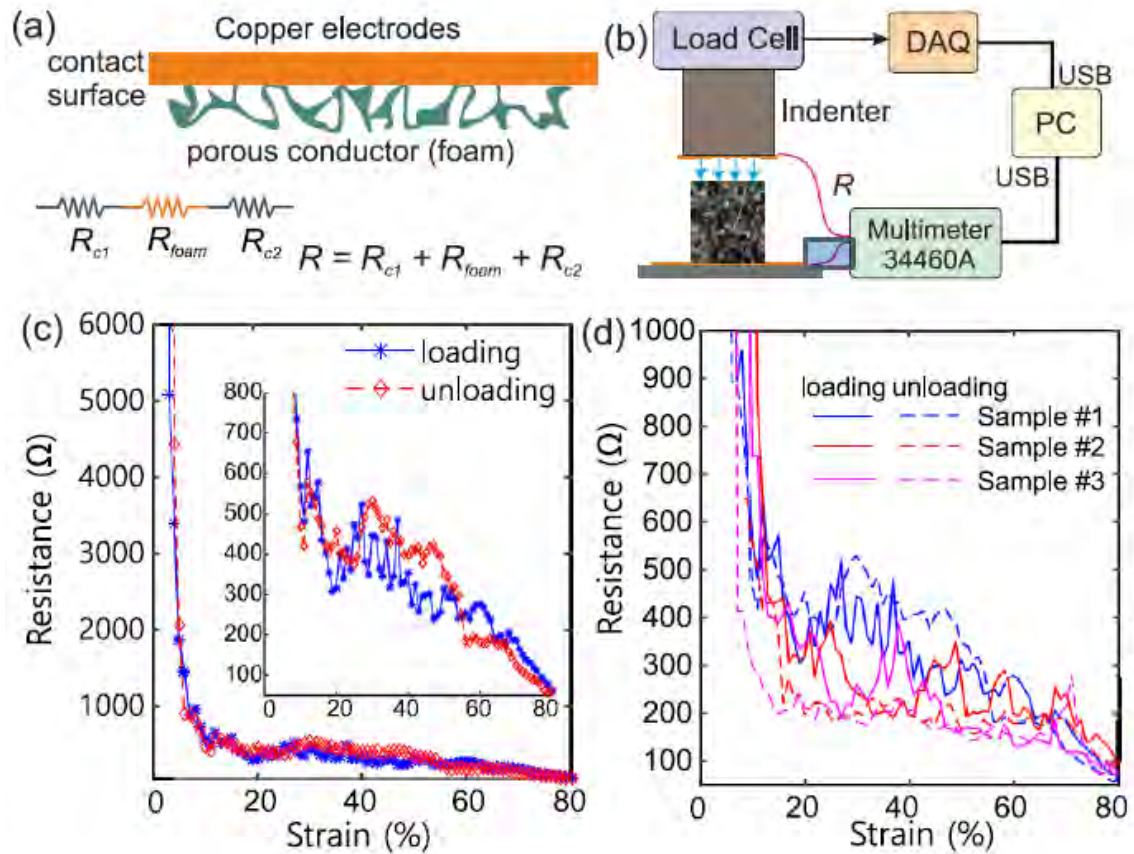 (a)
Copper electrodes
contact
surface
porous conductor (foam)
R_c1 R_foam R_c2
R = R_c1 + R_foam + R_c2
(b)
Load Cell
DAQ
USB
Indenter
PC
USB
R
Multimeter
34460A
(c)
6000
5000
4000
3000
2000
1000
Resistance (Ω)
loading
unloading
800
700
600
500
400
300
200
100
0 20 40 60 80
0 20 40 60 80
Strain (%)
(d)
1000
900
800
700
600
500
400
300
200
100
Resistance (Ω)
loading unloading
Sample #1
Sample #2
Sample #3
0 20 40 60 80
Strain (%)